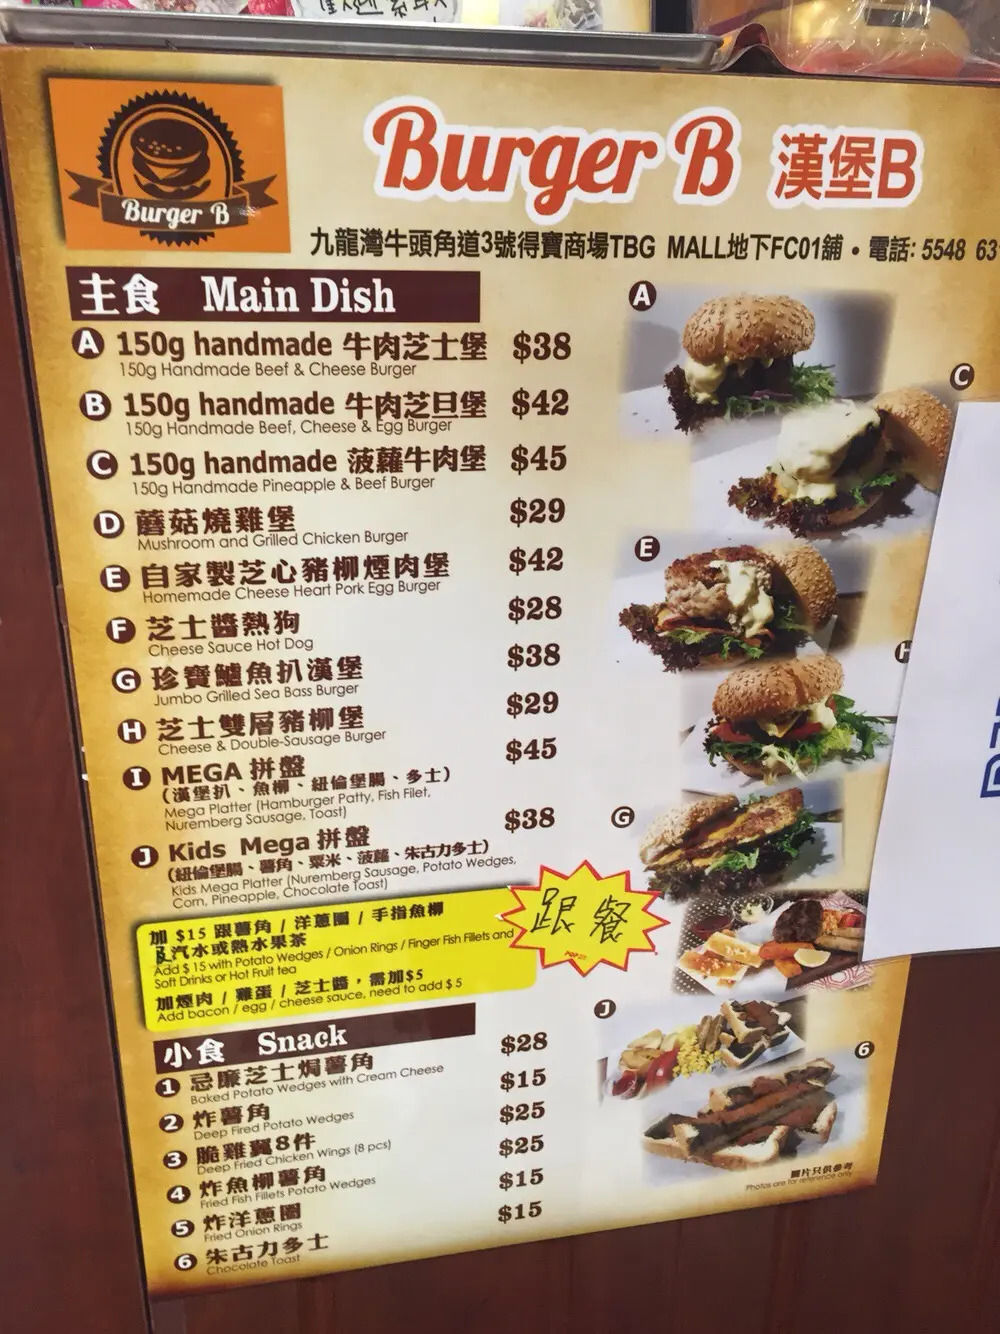 Burger B
Burger B 漢堡B
九龍灣牛頭角道3號得寶商場TBG MALL地下FC01舖 • 電話: 5548 63
主食 Main Dish
A 150g handmade 牛肉芝士堡 $38
150g Handmade Beef & Cheese Burger
B 150g handmade 牛肉芝旦堡 $42
150g Handmade Beef, Cheese & Egg Burger
C 150g handmade 菠蘿牛肉堡 $45
150g Handmade Pineapple & Beef Burger
D 蘑菇燒雞堡 $29
Mushroom and Grilled Chicken Burger
E 自家製芝心豬柳煙肉堡 $42
Homemade Cheese Heart Pork Egg Burger
F 芝士醬熱狗 $28
Cheese Sauce Hot Dog
G 珍寶鱸魚扒漢堡 $38
Jumbo Grilled Sea Bass Burger
H 芝士雙層豬柳堡 $29
Cheese & Double-Sausage Burger
I MEGA 拼盤 $45
(漢堡扒、魚柳、紐倫堡腸、多士)
Mega Platter (Hamburger Patty, Fish Filet,
Nuremberg Sausage, Toast)
J Kids Mega 拼盤 $38
(紐倫堡腸、薯角、粟米、菠蘿、朱古力多士)
Kids Mega Platter (Nuremberg Sausage, Potato Wedges,
Corn, Pineapple, Chocolate Toast)
加 $15 跟薯角 / 洋蔥圈 / 手指魚柳
及汽水或熱水果茶
Add $ 15 with Potato Wedges / Onion Rings / Finger Fish Fillets and
Soft Drinks or Hot Fruit tea
加煙肉 / 雞蛋 / 芝士醬，需加$5
Add bacon / egg / cheese sauce, need to add $ 5
跟餐
POP
小食 Snack
1 忌廉芝士焗薯角 $28
Baked Potato Wedges with Cream Cheese
2 炸薯角 $15
Deep Fired Potato Wedges
3 脆雞翼8件 $25
Deep Fried Chicken Wings (8 pcs)
4 炸魚柳薯角 $25
Fried Fish Fillets Potato Wedges
5 炸洋蔥圈 $15
Fried Onion Rings
6 朱古力多士 $15
Chocolate Toast
A
C
E
H
G
J
6
圖片只供參考
Photos are for reference only